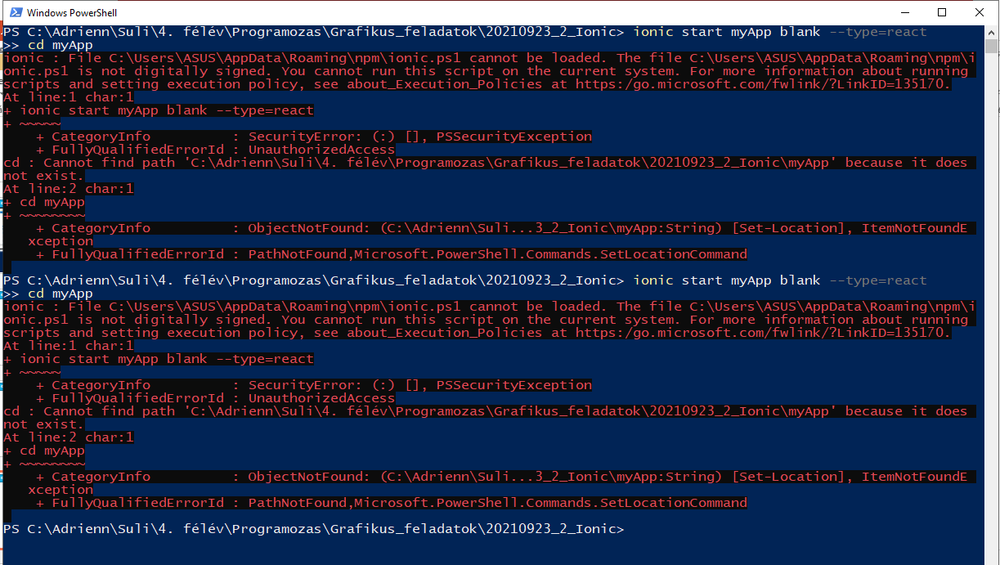 Windows PowerShell
PS C:\Adrienn\Suli\4. félév\Programozas\Grafikus_feladatok\20210923_2_Ionic> ionic start myApp blank --type=react
>> cd myApp
ionic : File C:\Users\ASUS\AppData\Roaming\npm\ionic.ps1 cannot be loaded. The file C:\Users\ASUS\AppData\Roaming\npm\i
onic.ps1 is not digitally signed. You cannot run this script on the current system. For more information about running
scripts and setting execution policy, see about_Execution_Policies at https:/go.microsoft.com/fwlink/?LinkID=135170.
At line:1 char:1
+ ionic start myApp blank --type=react
+ ~~~~~
+ CategoryInfo : SecurityError: (:) [], PSSecurityException
+ FullyQualifiedErrorId : UnauthorizedAccess
cd : Cannot find path 'C:\Adrienn\Suli\4. félév\Programozas\Grafikus_feladatok\20210923_2_Ionic\myApp' because it does
not exist.
At line:2 char:1
+ cd myApp
+ ~~~~~~~~
+ CategoryInfo : ObjectNotFound: (C:\Adrienn\Suli...3_2_Ionic\myApp:String) [Set-Location], ItemNotFoundE
xception
+ FullyQualifiedErrorId : PathNotFound,Microsoft.PowerShell.Commands.SetLocationCommand
PS C:\Adrienn\Suli\4. félév\Programozas\Grafikus_feladatok\20210923_2_Ionic> ionic start myApp blank --type=react
>> cd myApp
ionic : File C:\Users\ASUS\AppData\Roaming\npm\ionic.ps1 cannot be loaded. The file C:\Users\ASUS\AppData\Roaming\npm\i
onic.ps1 is not digitally signed. You cannot run this script on the current system. For more information about running
scripts and setting execution policy, see about_Execution_Policies at https:/go.microsoft.com/fwlink/?LinkID=135170.
At line:1 char:1
+ ionic start myApp blank --type=react
+ ~~~~~
+ CategoryInfo : SecurityError: (:) [], PSSecurityException
+ FullyQualifiedErrorId : UnauthorizedAccess
cd : Cannot find path 'C:\Adrienn\Suli\4. félév\Programozas\Grafikus_feladatok\20210923_2_Ionic\myApp' because it does
not exist.
At line:2 char:1
+ cd myApp
+ ~~~~~~~~
+ CategoryInfo : ObjectNotFound: (C:\Adrienn\Suli...3_2_Ionic\myApp:String) [Set-Location], ItemNotFoundE
xception
+ FullyQualifiedErrorId : PathNotFound,Microsoft.PowerShell.Commands.SetLocationCommand
PS C:\Adrienn\Suli\4. félév\Programozas\Grafikus_feladatok\20210923_2_Ionic>